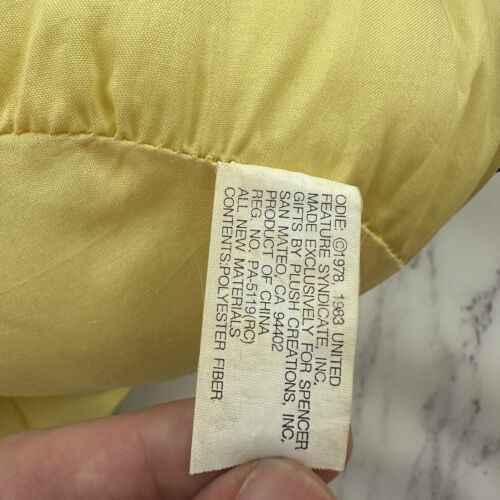 ODIE: ©1978, 1983 UNITED
FEATURE SYNDICATE, INC.
MADE EXCLUSIVELY FOR SPENCER
GIFTS BY PLUSH CREATIONS, INC.
SAN MATEO, CA 94402
PRODUCT OF CHINA
REG. NO. PA-5119(RC)
ALL NEW MATERIALS
CONTENTS:POLYESTER FIBER